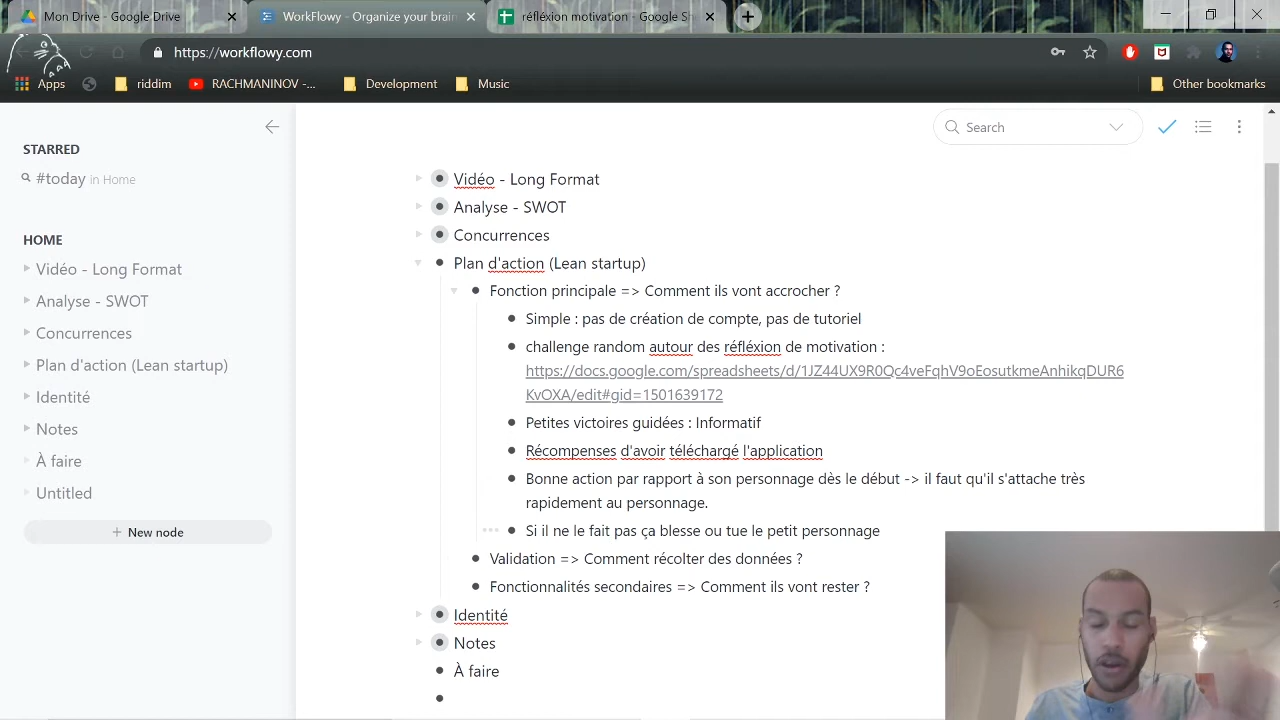 Mon Drive - Google Drive
WorkFlowy - Organize your brain
réfléxion motivation - Google Sh
https://workflowy.com
Apps
riddim
RACHMANINOV -...
Development
Music
Other bookmarks
STARRED
#today in Home
HOME
Vidéo - Long Format
Analyse - SWOT
Concurrences
Plan d'action (Lean startup)
Identité
Notes
À faire
Untitled
+ New node
Search
Vidéo - Long Format
Analyse - SWOT
Concurrences
Plan d'action (Lean startup)
Fonction principale => Comment ils vont accrocher ?
Simple : pas de création de compte, pas de tutoriel
challenge random autour des réfléxion de motivation :
https://docs.google.com/spreadsheets/d/1JZ44UX9R0Qc4veFqhV9oEosutkmeAnhikqDUR6
KvOXA/edit#gid=1501639172
Petites victoires guidées : Informatif
Récompenses d'avoir téléchargé l'application
Bonne action par rapport à son personnage dès le début -> il faut qu'il s'attache très
rapidement au personnage.
Si il ne le fait pas ça blesse ou tue le petit personnage
Validation => Comment récolter des données ?
Fonctionnalités secondaires => Comment ils vont rester ?
Identité
Notes
À faire